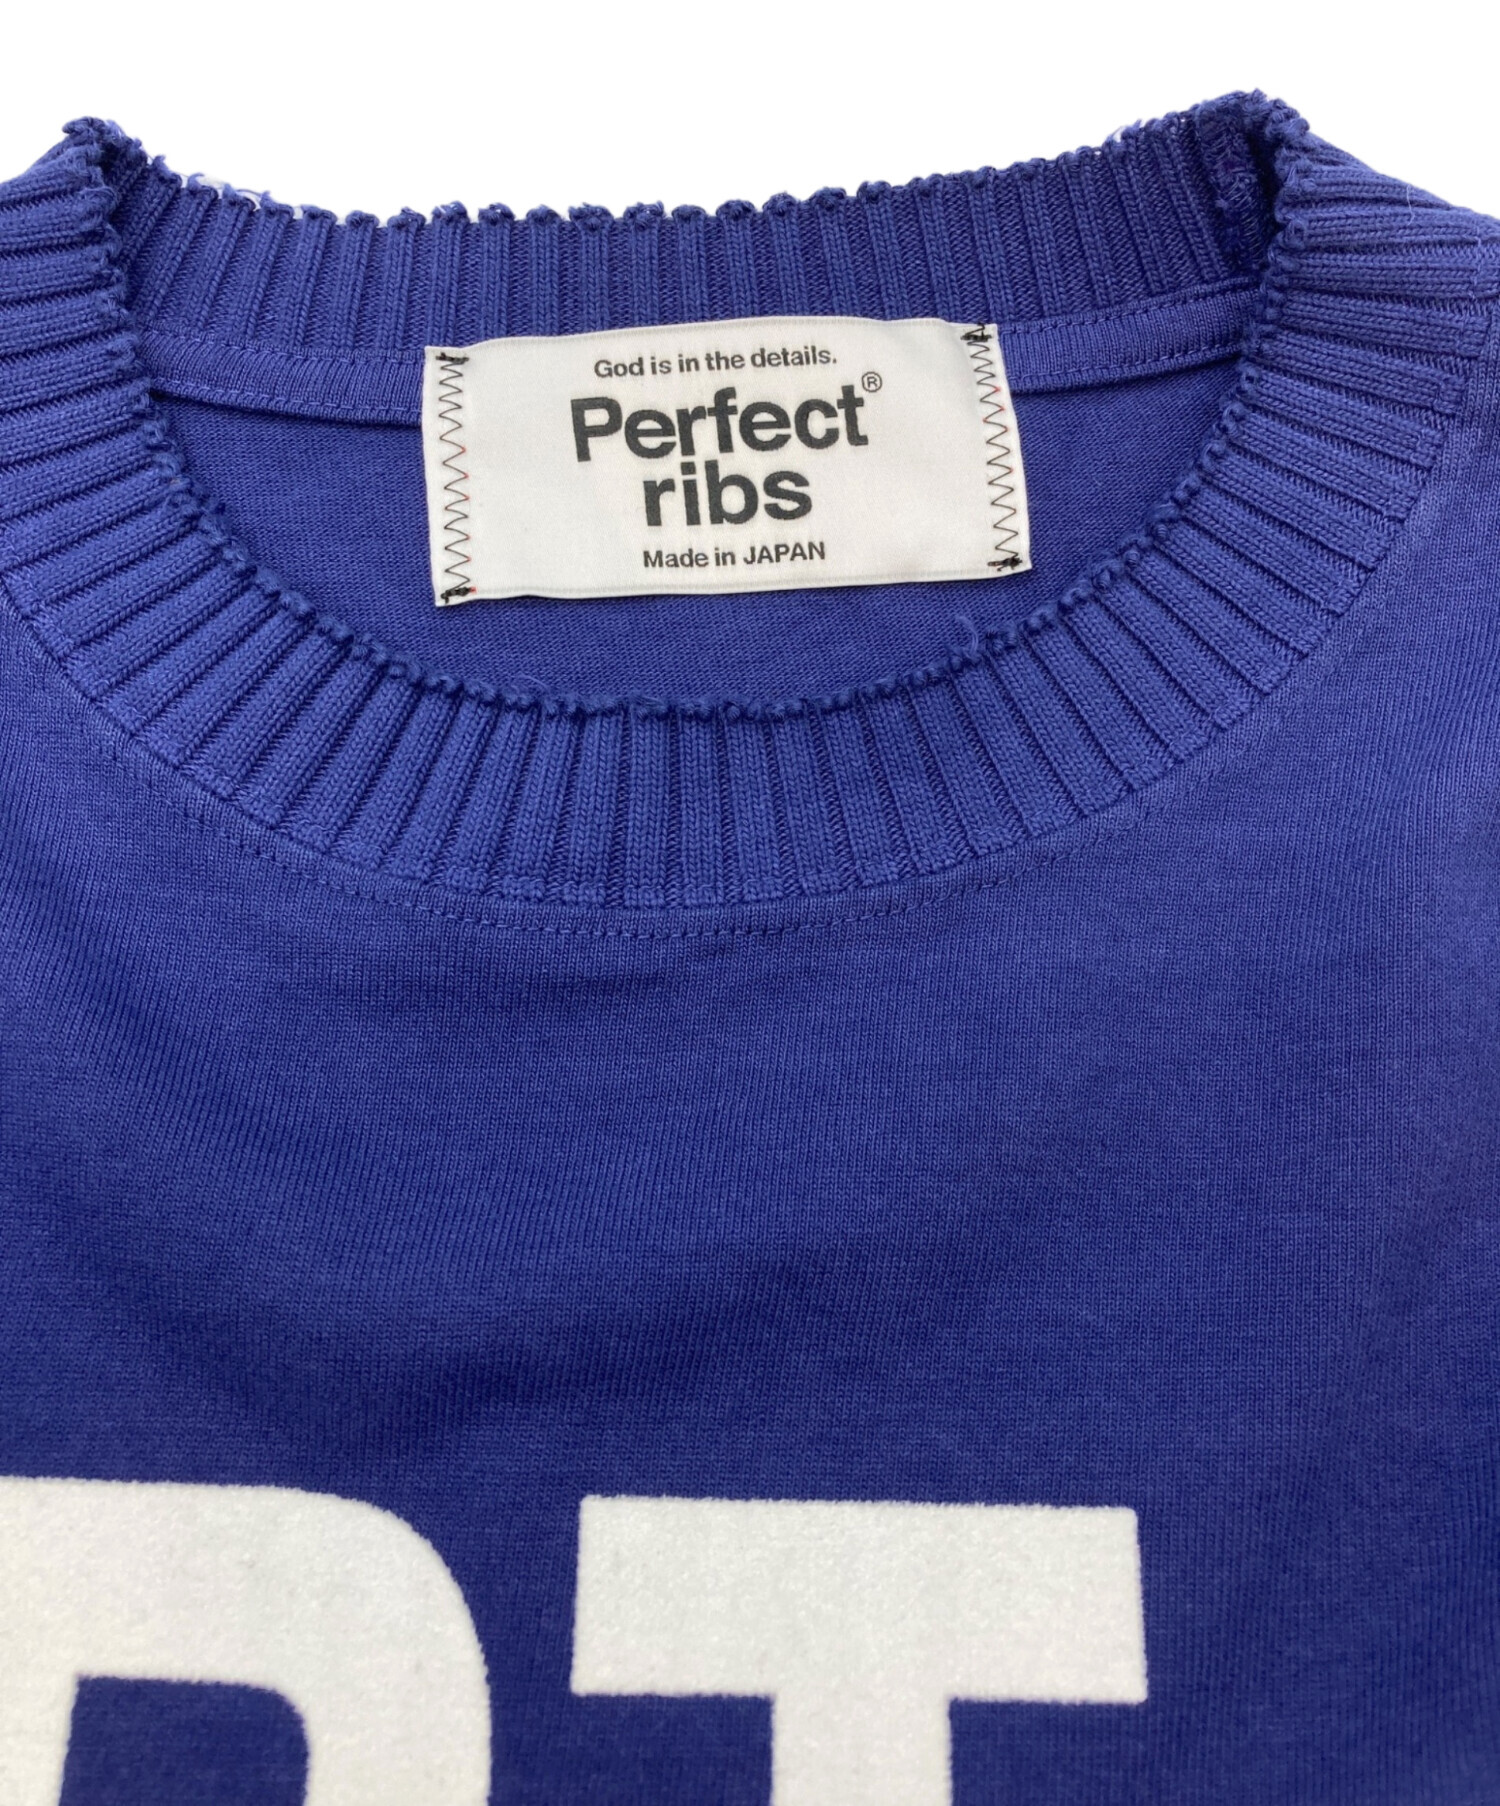 God is in the details.
Perfect®
ribs
Made in JAPAN